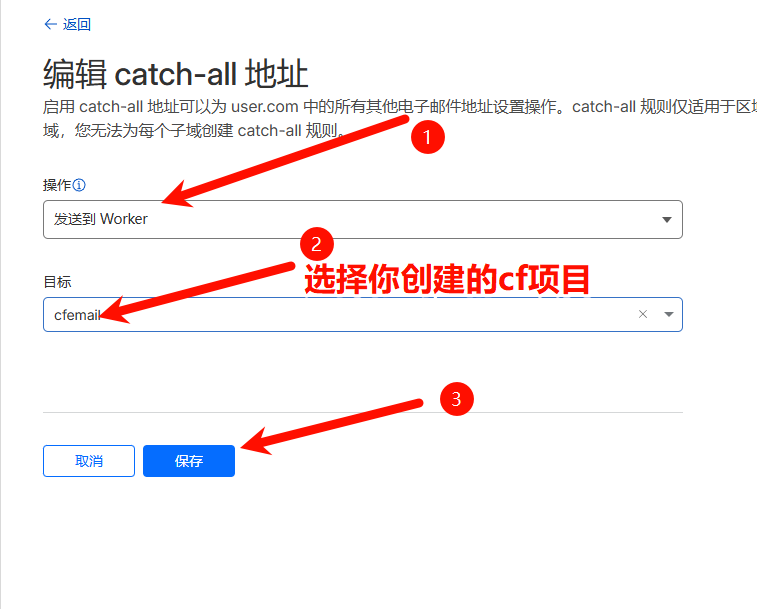 返回
编辑 catch-all 地址
启用 catch-all 地址可以为 user.com 中的所有其他电子邮件地址设置操作。catch-all 规则仅适用于区
域，您无法为每个子域创建 catch-all 规则。
1
操作
发送到 Worker
2
选择你创建的cf项目
目标
cfemail
3
取消
保存